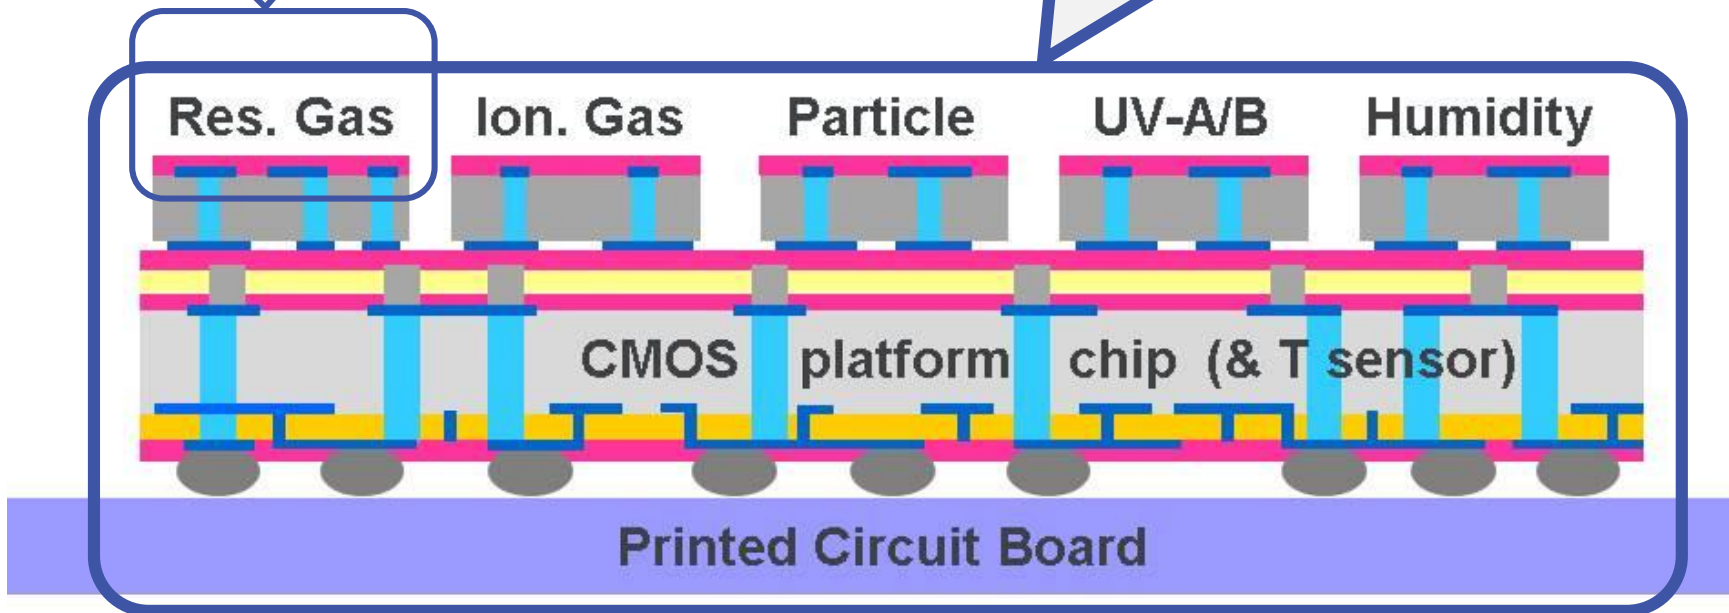 Res. Gas Ion. Gas Particle UV-A/B Humidity
CMOS platform chip (& T sensor)
Printed Circuit Board